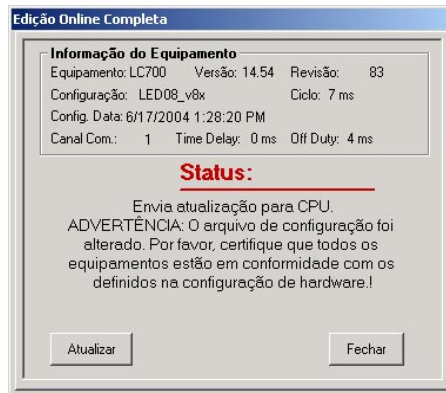 Edição Online Completa
Informação do Equipamento
Equipamento: LC700 Versão: 14.54 Revisão: 83
Configuração: LED08_v8x Ciclo: 7 ms
Config. Data: 6/17/2004 1:28:20 PM
Canal Com.: 1 Time Delay: 0 ms Off Duty: 4 ms
Status:
Envia atualização para CPU.
ADVERTÊNCIA: O arquivo de configuração foi
alterado. Por favor, certifique que todos os
equipamentos estão em conformidade com os
definidos na configuração de hardware.!
Atualizar Fechar